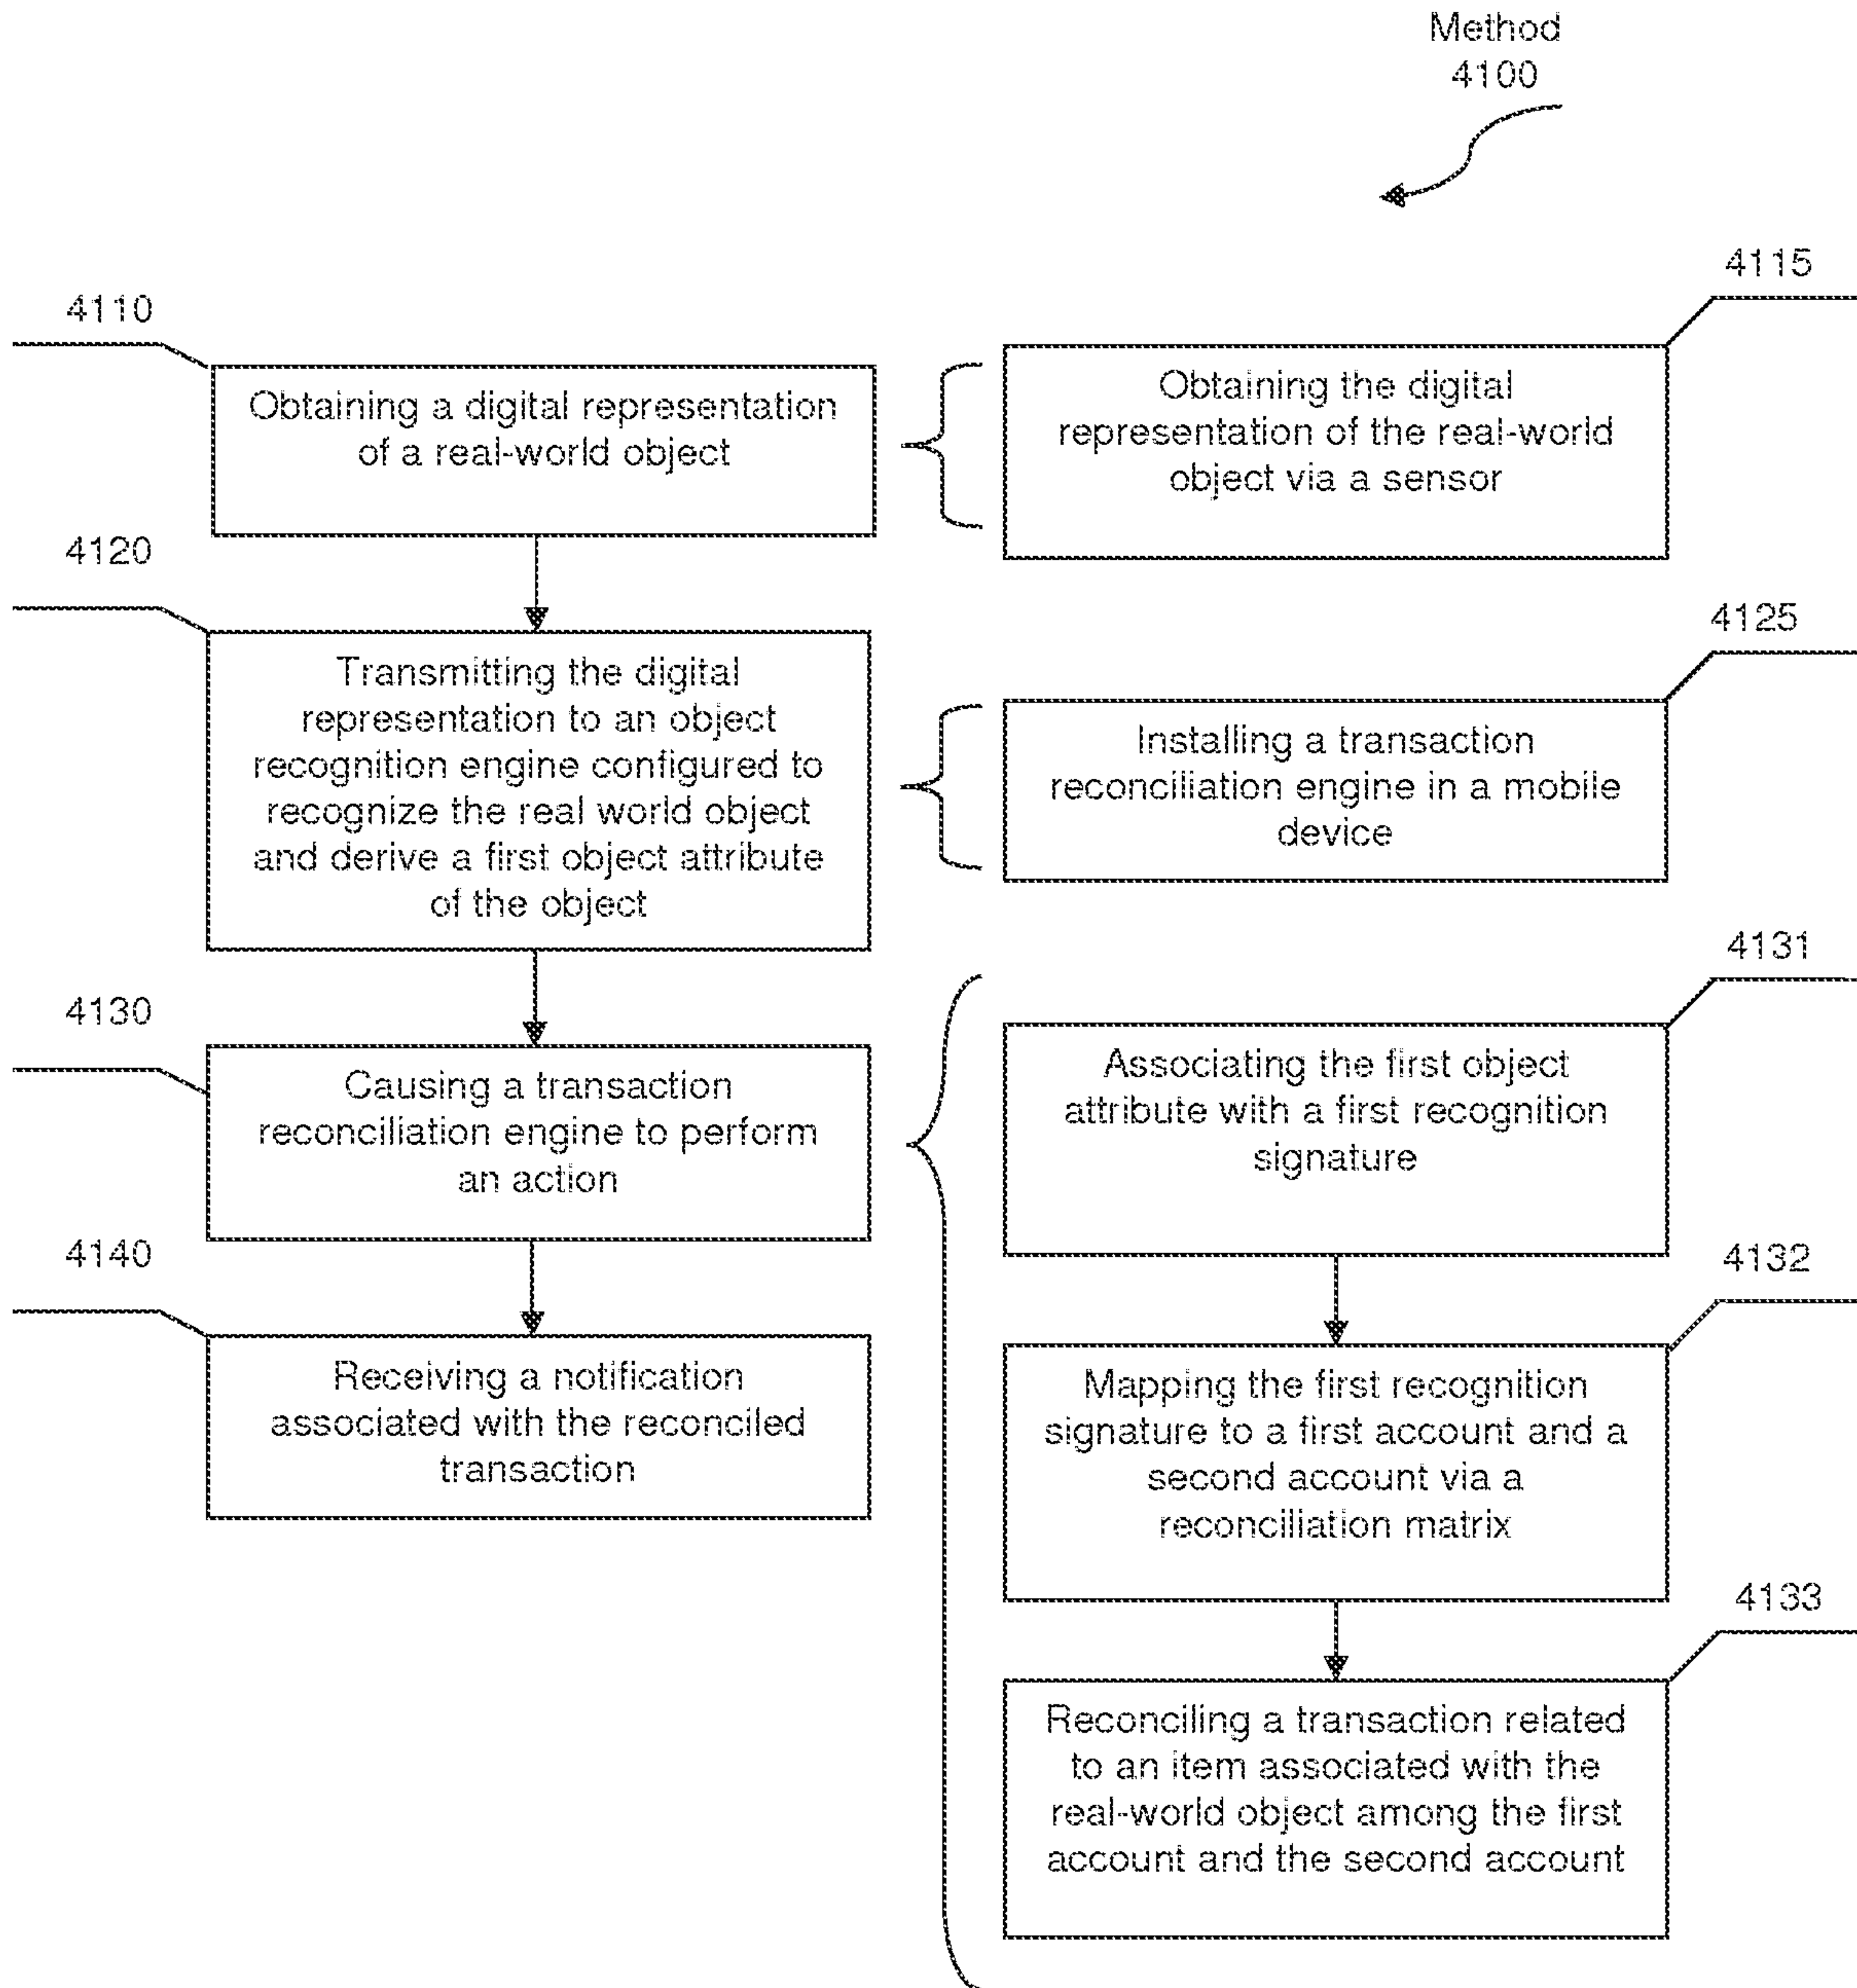 Method
4100
4110
Obtaining a digital representation
of a real-world object
4115
Obtaining the digital
representation of the real-world
object via a sensor
4120
Transmitting the digital
representation to an object
recognition engine configured to
recognize the real world object
and derive a first object attribute
of the object
4125
Installing a transaction
reconciliation engine in a mobile
device
4130
Causing a transaction
reconciliation engine to perform
an action
4131
Associating the first object
attribute with a first recognition
signature
4140
Receiving a notification
associated with the reconciled
transaction
4132
Mapping the first recognition
signature to a first account and a
second account via a
reconciliation matrix
4133
Reconciling a transaction related
to an item associated with the
real-world object among the first
account and the second account